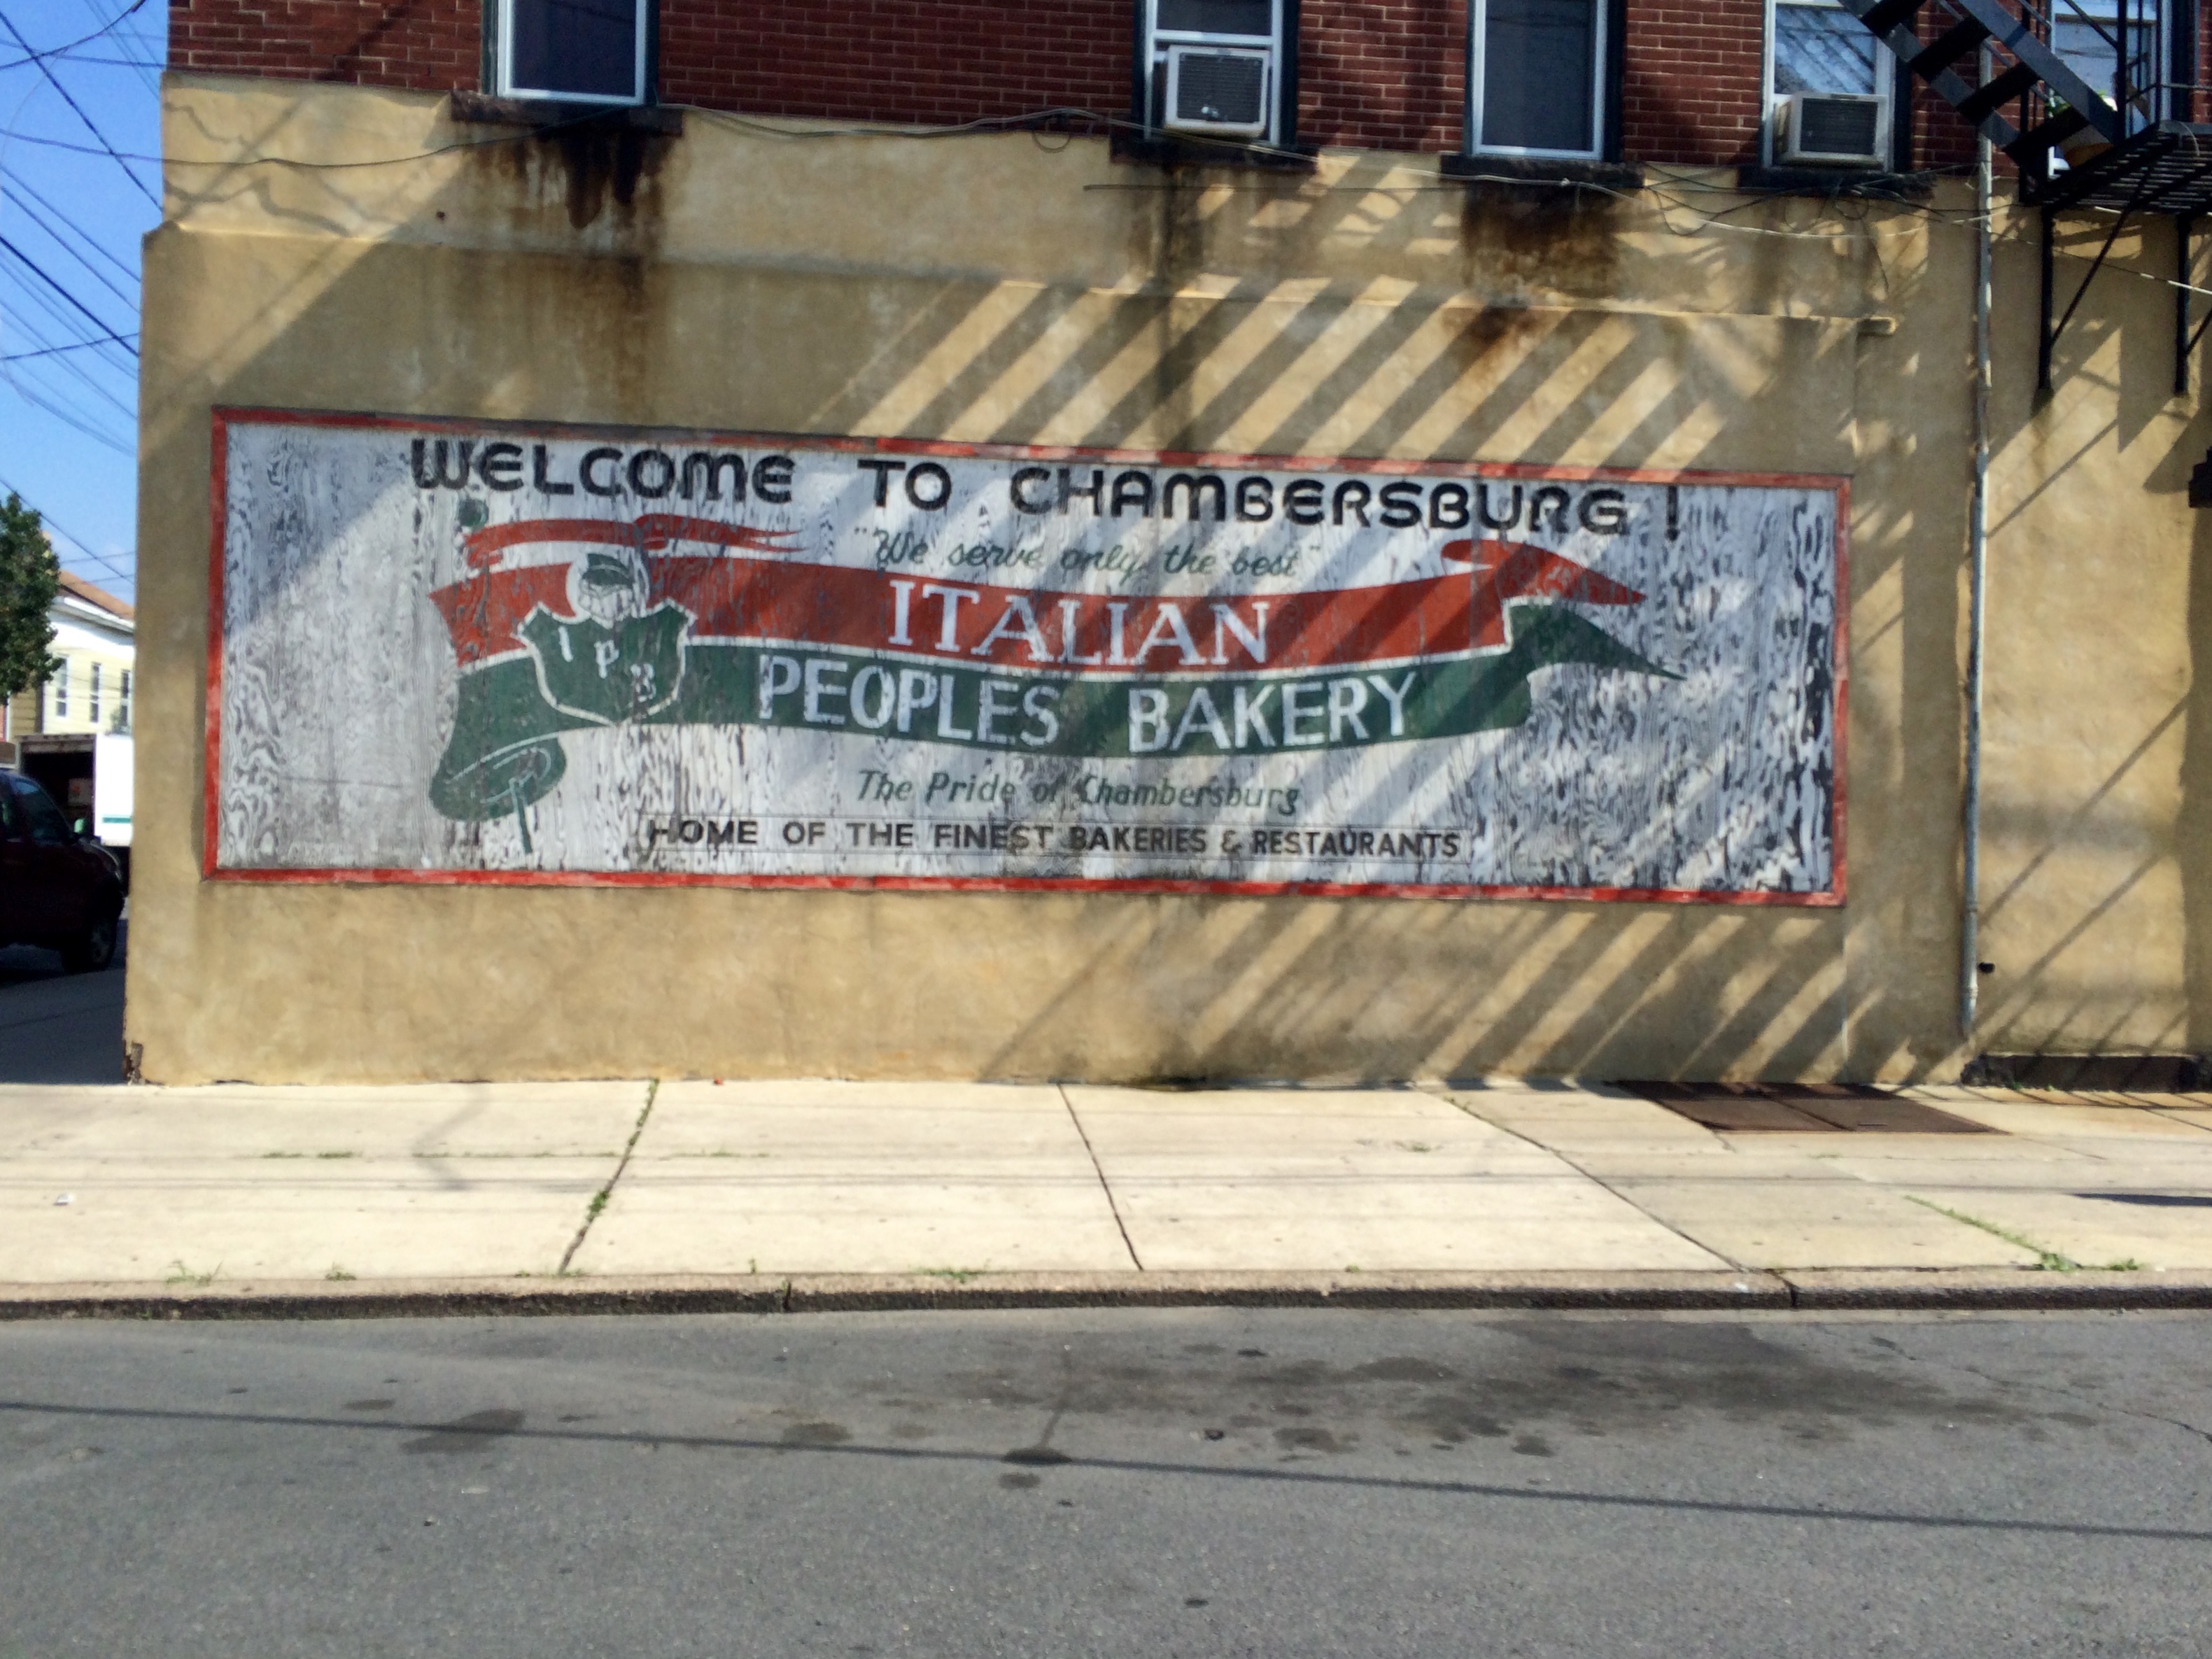 WELCOME TO CHAMBERSBURG !
"We serve only the best"
ITALIAN
IPB
PEOPLES BAKERY
The Pride of Chambersburg
HOME OF THE FINEST BAKERIES & RESTAURANTS